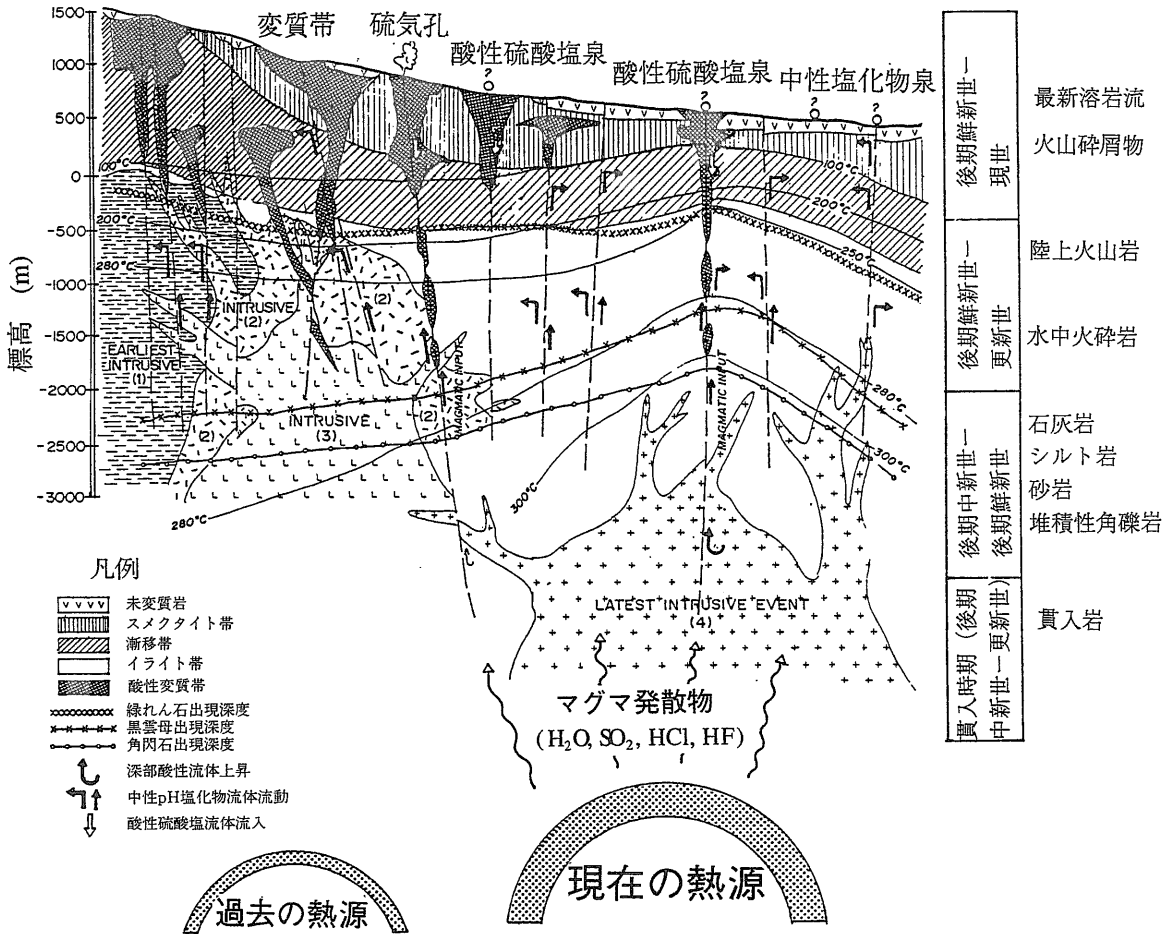 変質帯
硫気孔
酸性硫酸塩泉
酸性硫酸塩泉
中性塩化物泉
?
?
?
?
1500
1000
500
0
-500
-1000
-1500
-2000
-2500
-3000
標高 (m)
100°C
200°C
280°C
100°C
200°C
250°C
280°C
300°C
300°C
280°C
INTRUSIVE
(2)
(2)
EARLIEST
INTRUSIVE
(1)
(2)
INTRUSIVE
(3)
(2)
MAGMATIC INPUT
MAGMATIC INPUT
LATEST INTRUSIVE EVENT
(4)
マグマ発散物
(H₂O, SO₂, HCl, HF)
現在の熱源
過去の熱源
凡例
未変質岩
スメクタイト帯
漸移帯
イライト帯
酸性変質帯
緑れん石出現深度
黒雲母出現深度
角閃石出現深度
深部酸性流体上昇
中性pH塩化物流体流動
酸性硫酸塩流体流入
後期鮮新世ー
現世
最新溶岩流
火山砕屑物
後期鮮新世ー
更新世
陸上火山岩
水中火砕岩
後期中新世ー
後期鮮新世
石灰岩
シルト岩
砂岩
堆積性角礫岩
貫入時期(後期
中新世ー更新世)
貫入岩